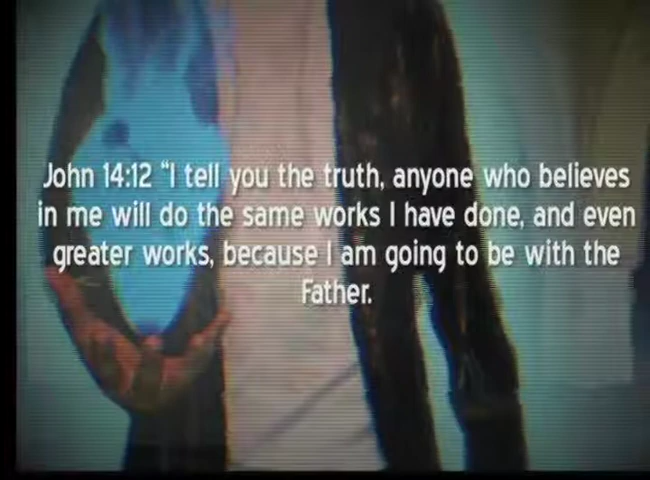 John 14:12 "I tell you the truth, anyone who believes
in me will do the same works I have done, and even
greater works, because I am going to be with the
Father.